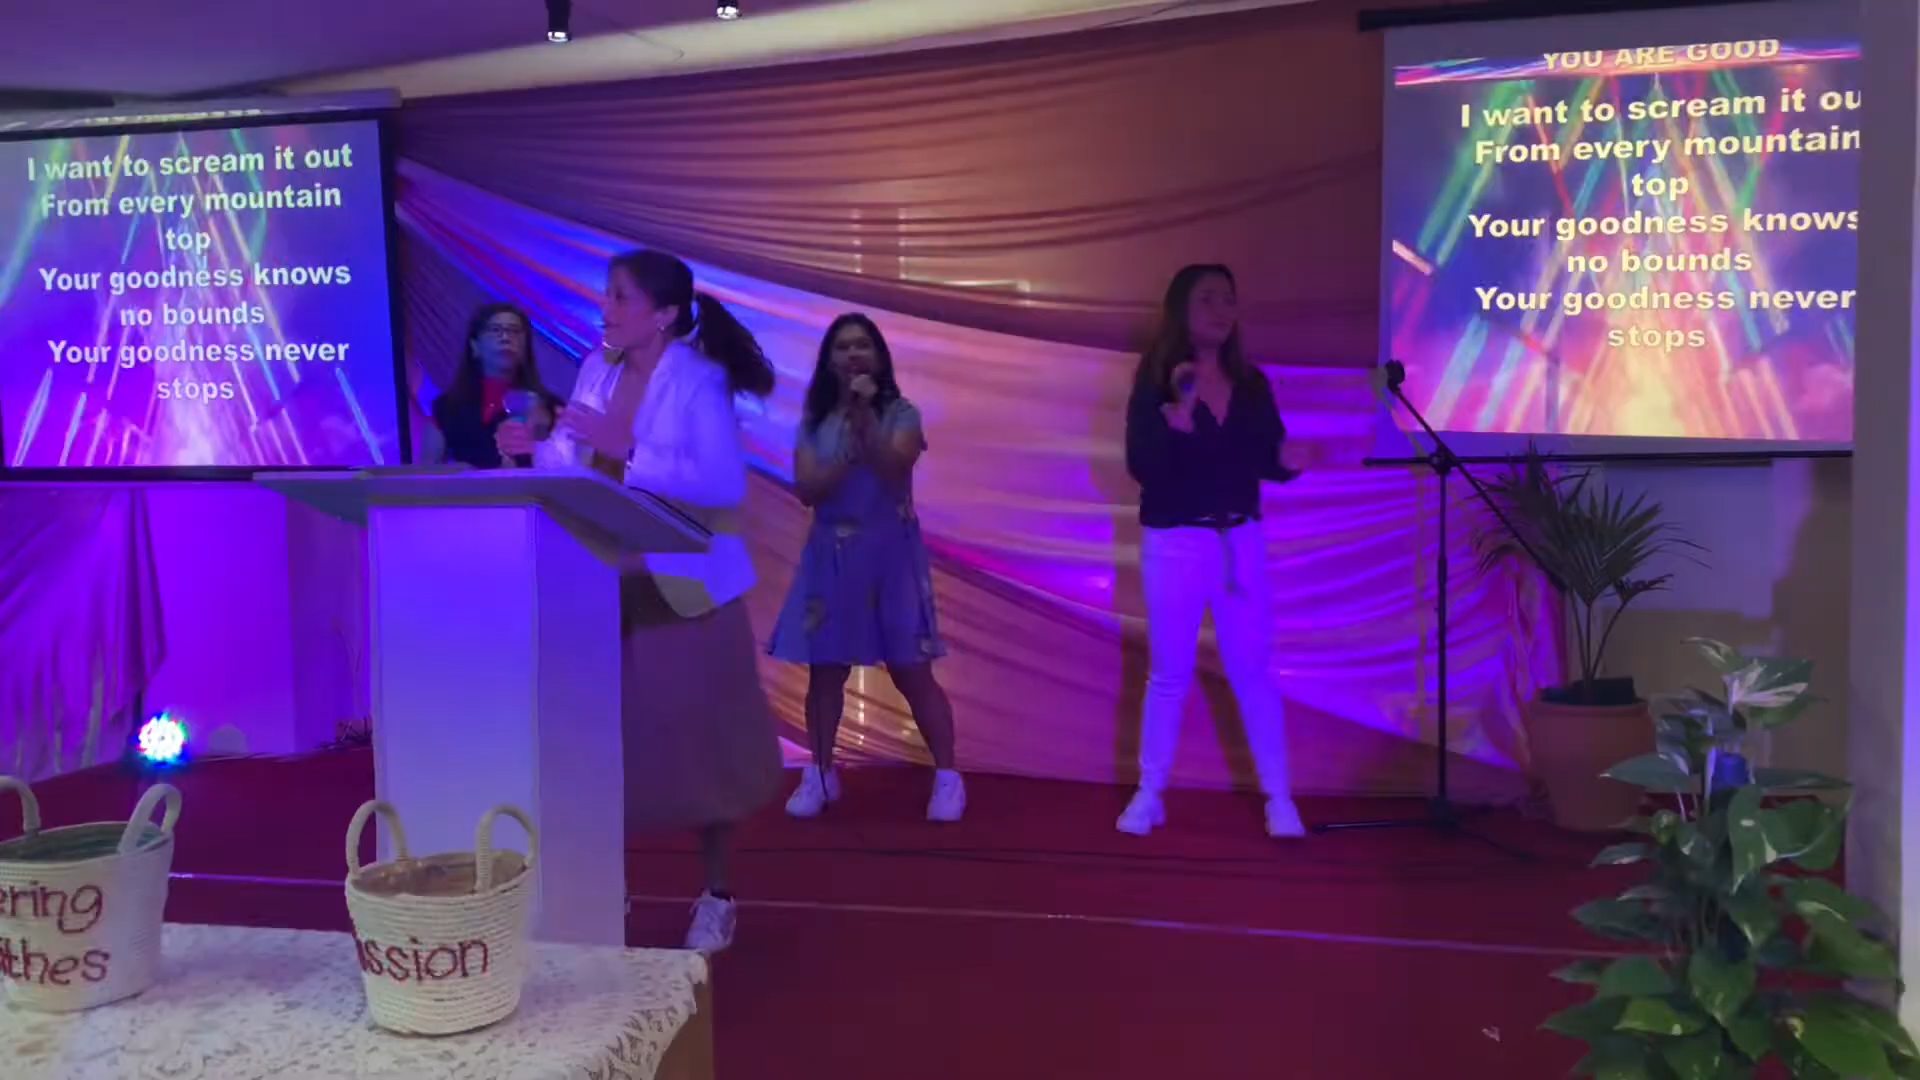 I want to scream it out
From every mountain
top
Your goodness knows
no bounds
Your goodness never
stops
YOU ARE GOOD
I want to scream it ou
From every mountain
top
Your goodness knows
no bounds
Your goodness never
stops
ering
thes
ssion